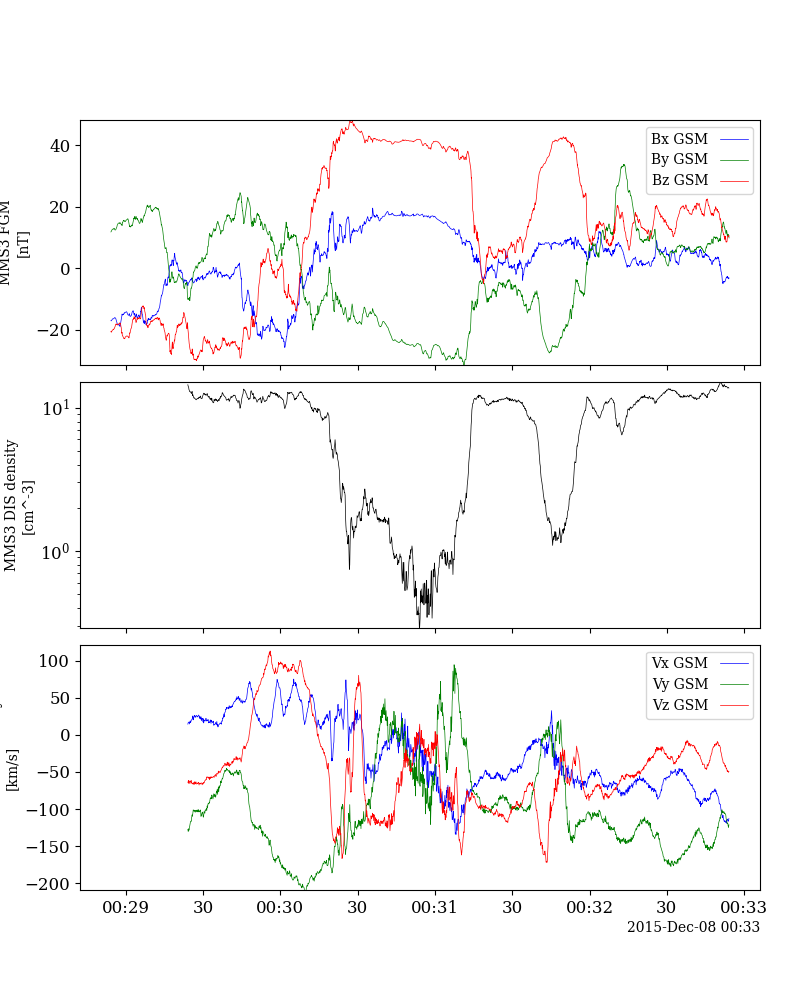 MMS3 FGM
[nT]
40
20
0
−20
Bx GSM
By GSM
Bz GSM
MMS3 DIS density
[cm^-3]
10^1
10^0
[km/s]
100
50
0
−50
−100
−150
−200
Vx GSM
Vy GSM
Vz GSM
00:29 30 00:30 30 00:31 30 00:32 30 00:33
2015-Dec-08 00:33